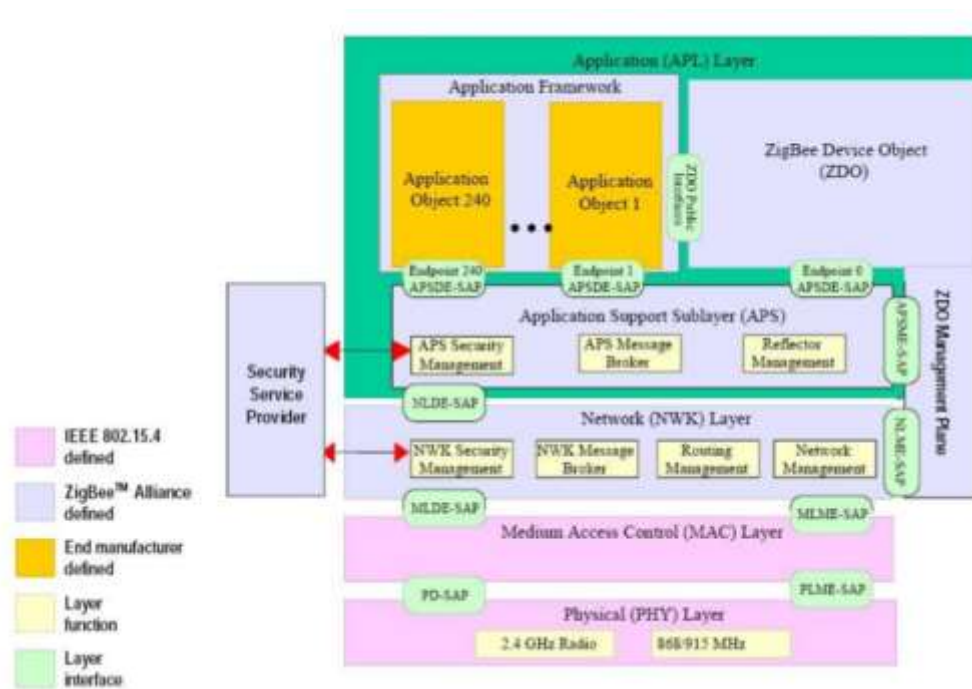 Application (APL) Layer
Application Framework
Application
Object 240
...
Application
Object 1
ZDO Public
Interfaces
ZigBee Device Object
(ZDO)
Endpoint 240
APSDE-SAP
Endpoint 1
APSDE-SAP
Endpoint 0
APSDE-SAP
Application Support Sublayer (APS)
APS Security
Management
APS Message
Broker
Reflector
Management
APSME-SAP
ZDO Management Plane
Security
Service
Provider
NLDE-SAP
Network (NWK) Layer
NWK Security
Management
NWK Message
Broker
Routing
Management
Network
Management
NLME-SAP
MLDE-SAP
MLME-SAP
Medium Access Control (MAC) Layer
PD-SAP
PLME-SAP
Physical (PHY) Layer
2.4 GHz Radio
868/915 MHz
IEEE 802.15.4
defined
ZigBee™ Alliance
defined
End manufacturer
defined
Layer
function
Layer
interface